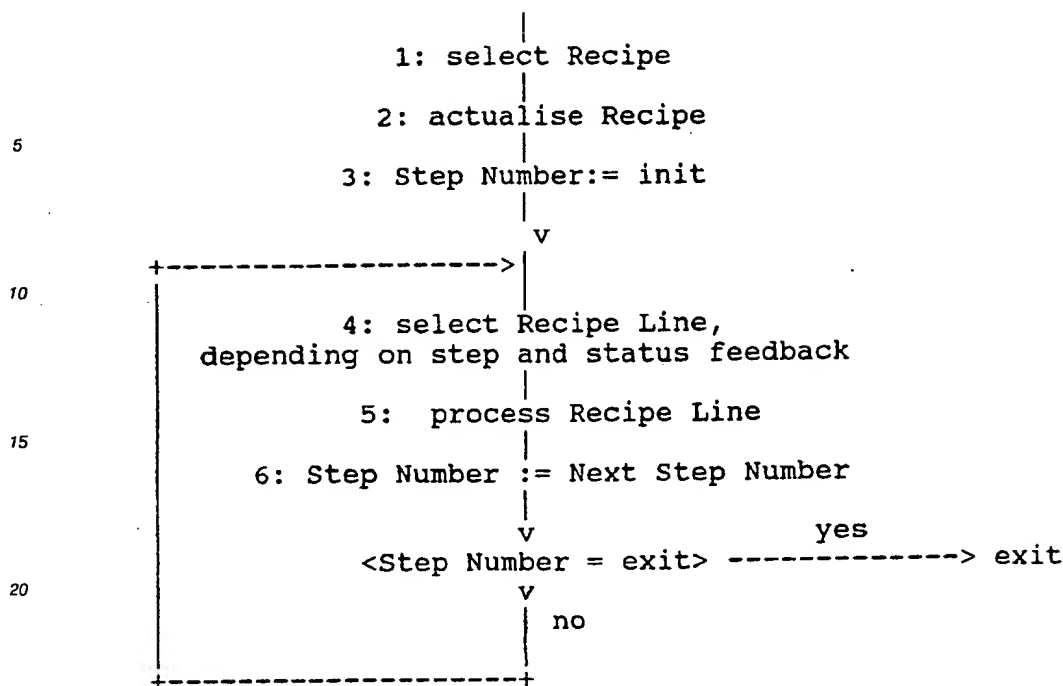 1: select Recipe
2: actualise Recipe
5
3: Step Number:= init
v
+-------------------->
10
4: select Recipe Line,
depending on step and status feedback
5: process Recipe Line
15
6: Step Number := Next Step Number
v yes
<Step Number = exit> --------------> exit
20
v
no
+---------------------+